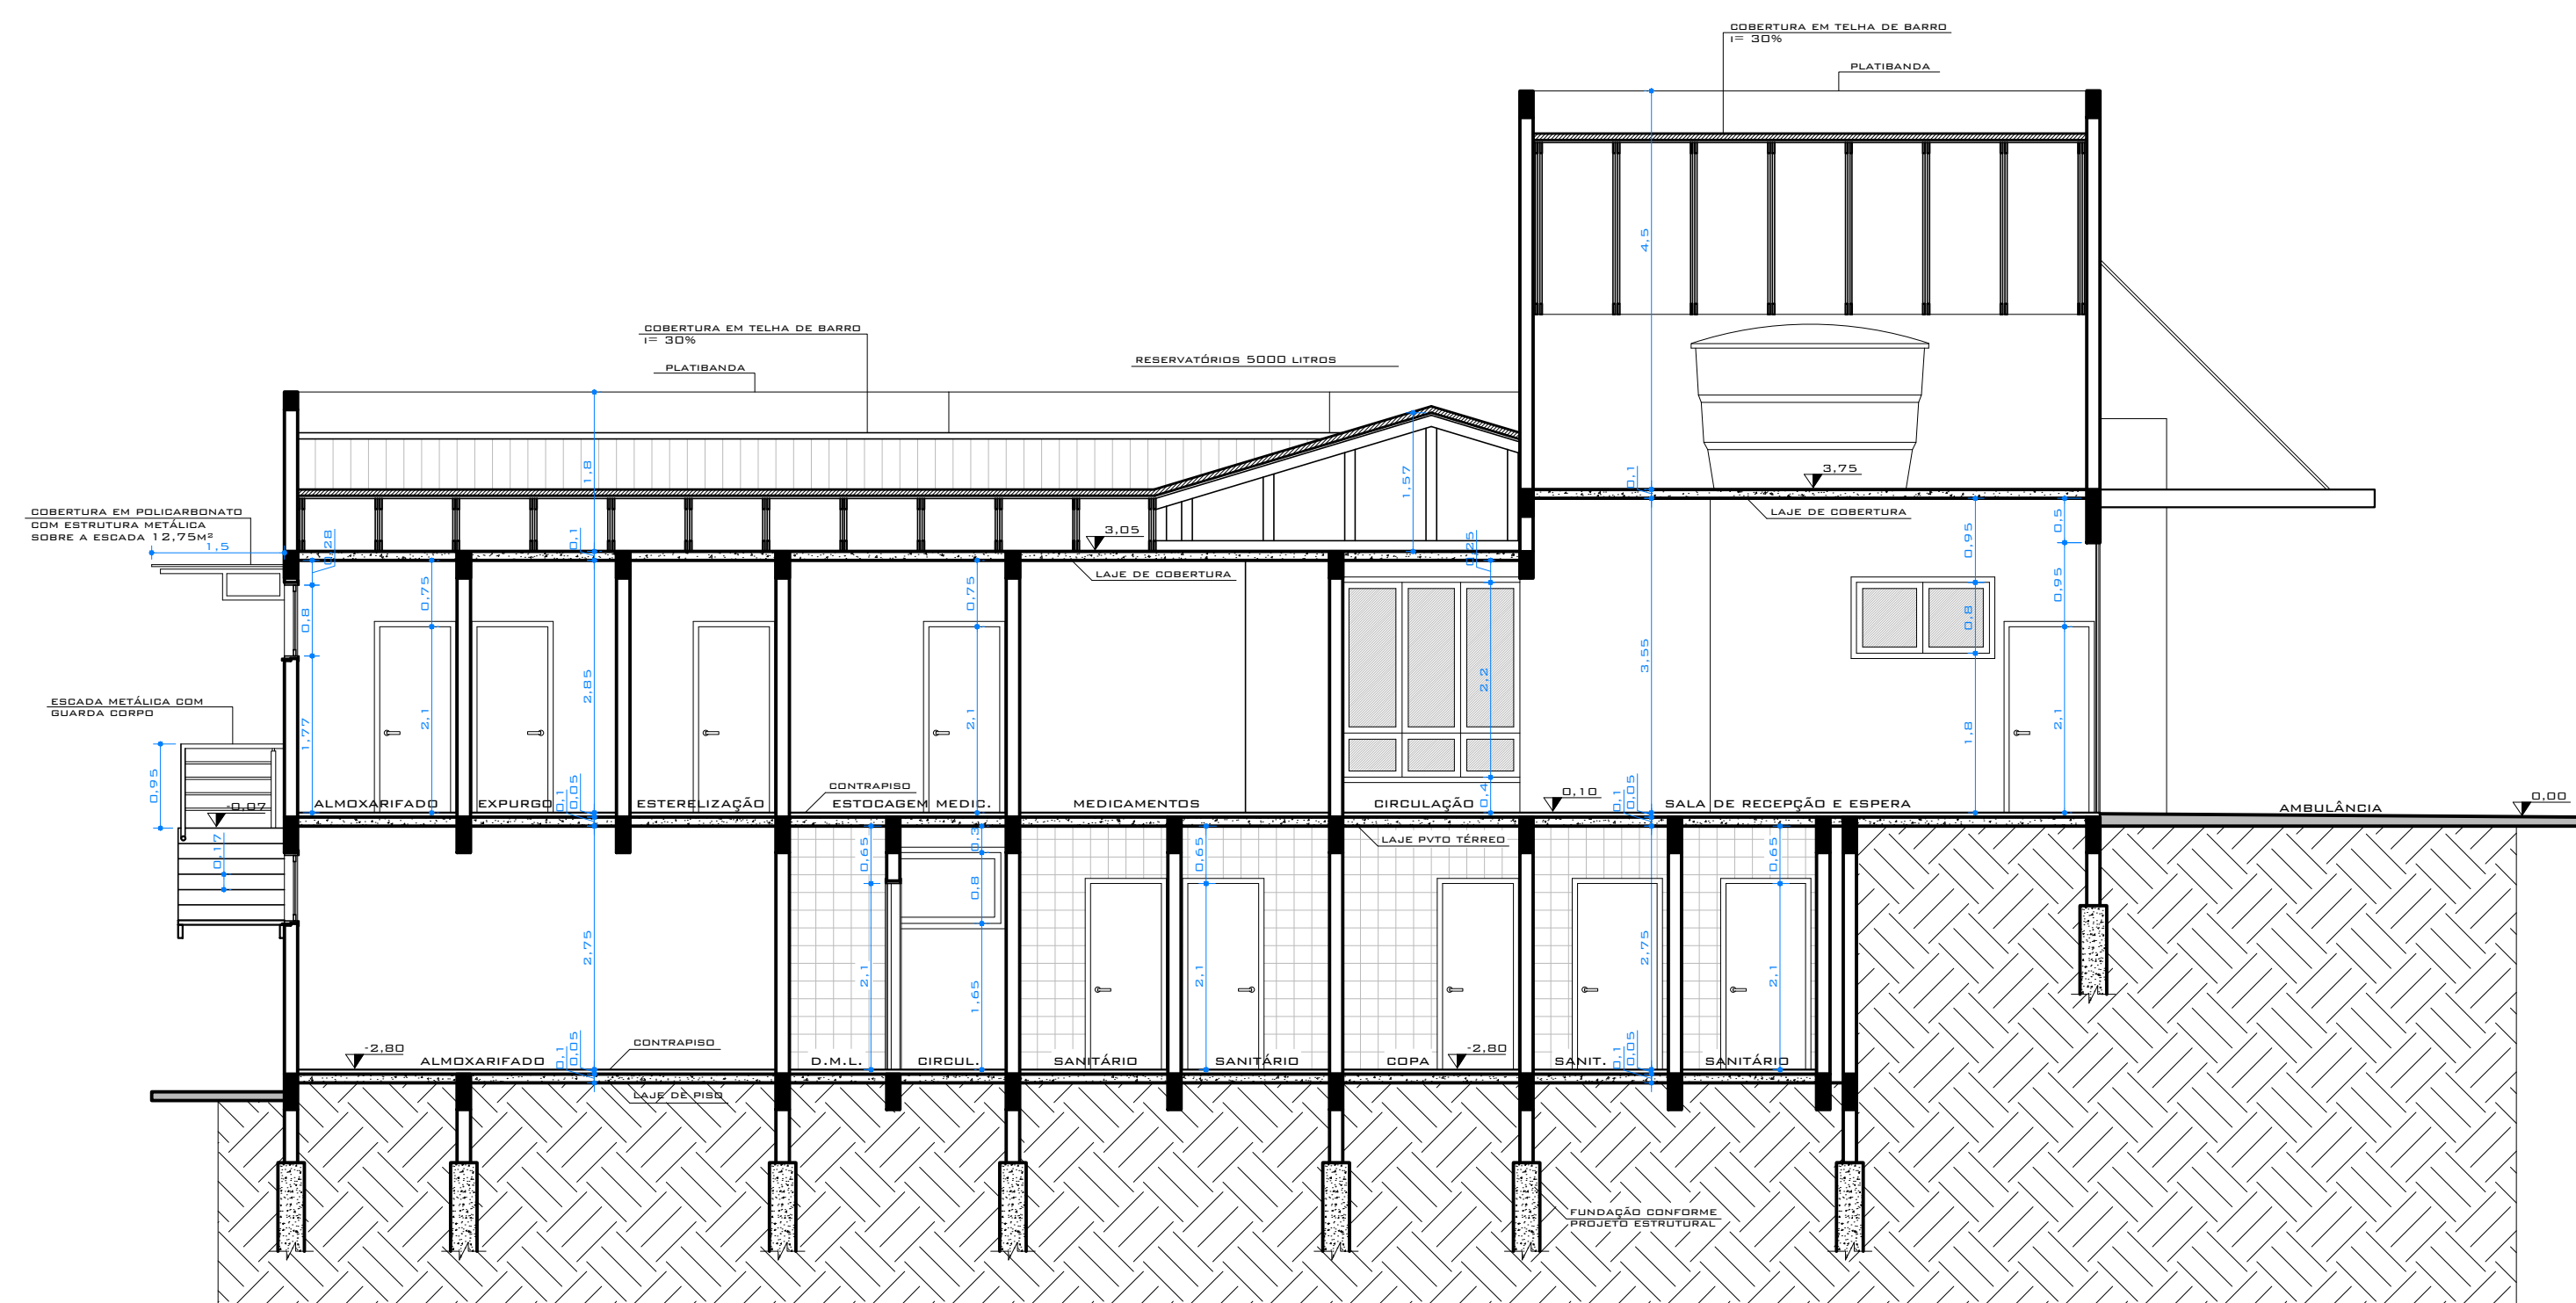 COBERTURA EM TELHA DE BARRO
I= 30%
PLATIBANDA
4,5
COBERTURA EM TELHA DE BARRO
I= 30%
PLATIBANDA
RESERVATÓRIOS 5000 LITROS
1,8
1,57
0,1
3,75
LAJE DE COBERTURA
COBERTURA EM POLICARBONATO
COM ESTRUTURA METÁLICA
SOBRE A ESCADA 12,75M²
1,5
0,28
0,1
3,05
LAJE DE COBERTURA
0,25
0,95
0,5
0,8
0,75
0,75
0,8
0,95
ESCADA METÁLICA COM
GUARDA CORPO
1,77
2,1
2,85
2,1
2,2
3,55
1,8
2,1
0,95
-0,07
0,17
ALMOXARIFADO
EXPURGO
0,1
0,05
ESTERELIZAÇÃO
CONTRAPISO
ESTOCAGEM MEDIC.
MEDICAMENTOS
CIRCULAÇÃO
0,4
0,10
0,1
0,05
SALA DE RECEPÇÃO E ESPERA
AMBULÂNCIA
0,00
LAJE PVTO TÉRREO
0,65
0,3
0,8
0,65
0,65
2,75
2,1
1,65
2,1
2,75
2,1
-2,80
ALMOXARIFADO
0,1
0,05
CONTRAPISO
D.M.L.
CIRCUL.
SANITÁRIO
SANITÁRIO
COPA
-2,80
SANIT.
0,1
0,05
SANITÁRIO
LAJE DE PISO
FUNDAÇÃO CONFORME
PROJETO ESTRUTURAL